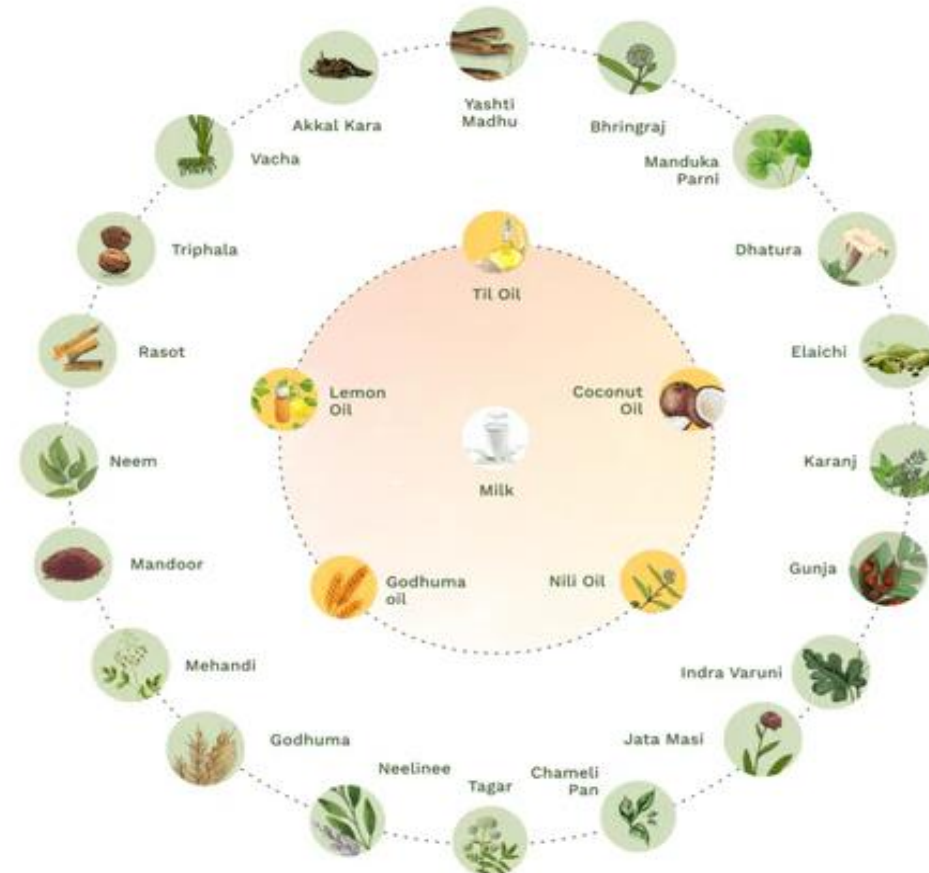 Yashti
Madhu
Akkal Kara
Bhringraj
Vacha
Manduka
Parni
Triphala
Dhatura
Til Oil
Rasot
Elaichi
Lemon
Oil
Coconut
Oil
Neem
Karanj
Milk
Mandoor
Gunja
Godhuma
oil
Nili Oil
Mehandi
Indra Varuni
Godhuma
Jata Masi
Neelinee
Tagar
Chameli
Pan